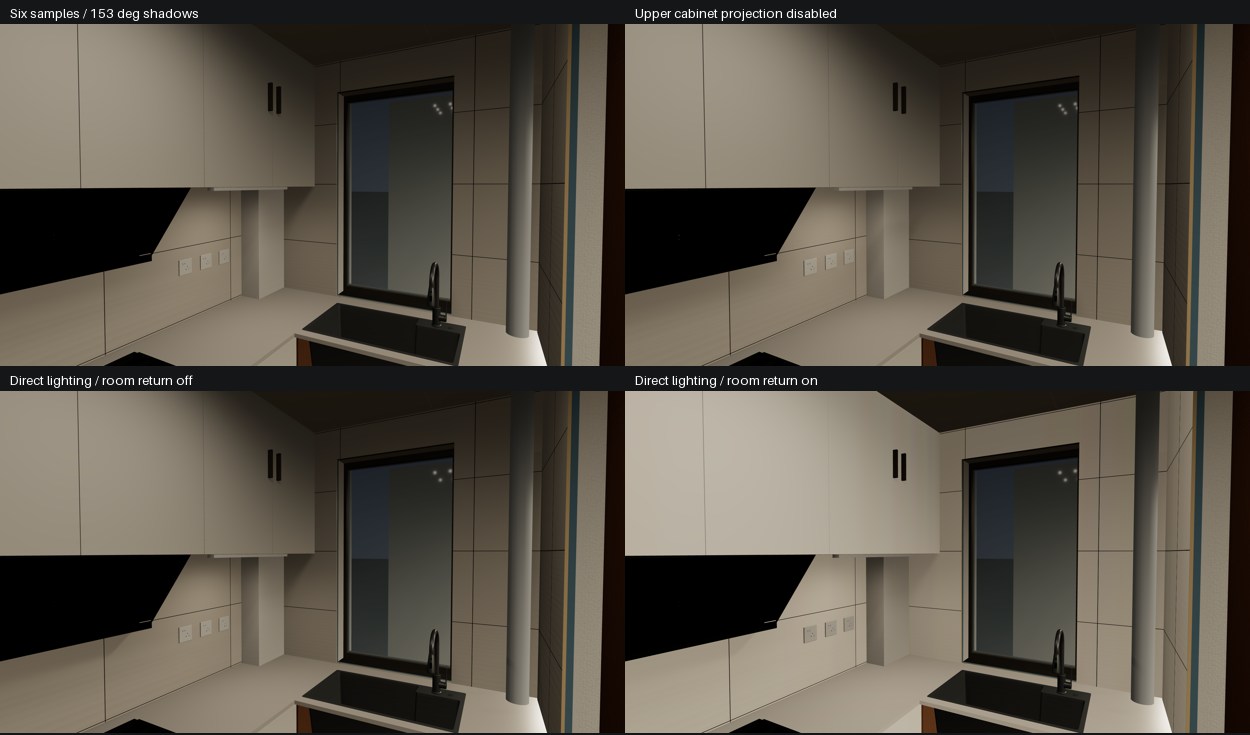 Six samples / 153 deg shadows
Upper cabinet projection disabled
Direct lighting / room return off
Direct lighting / room return on